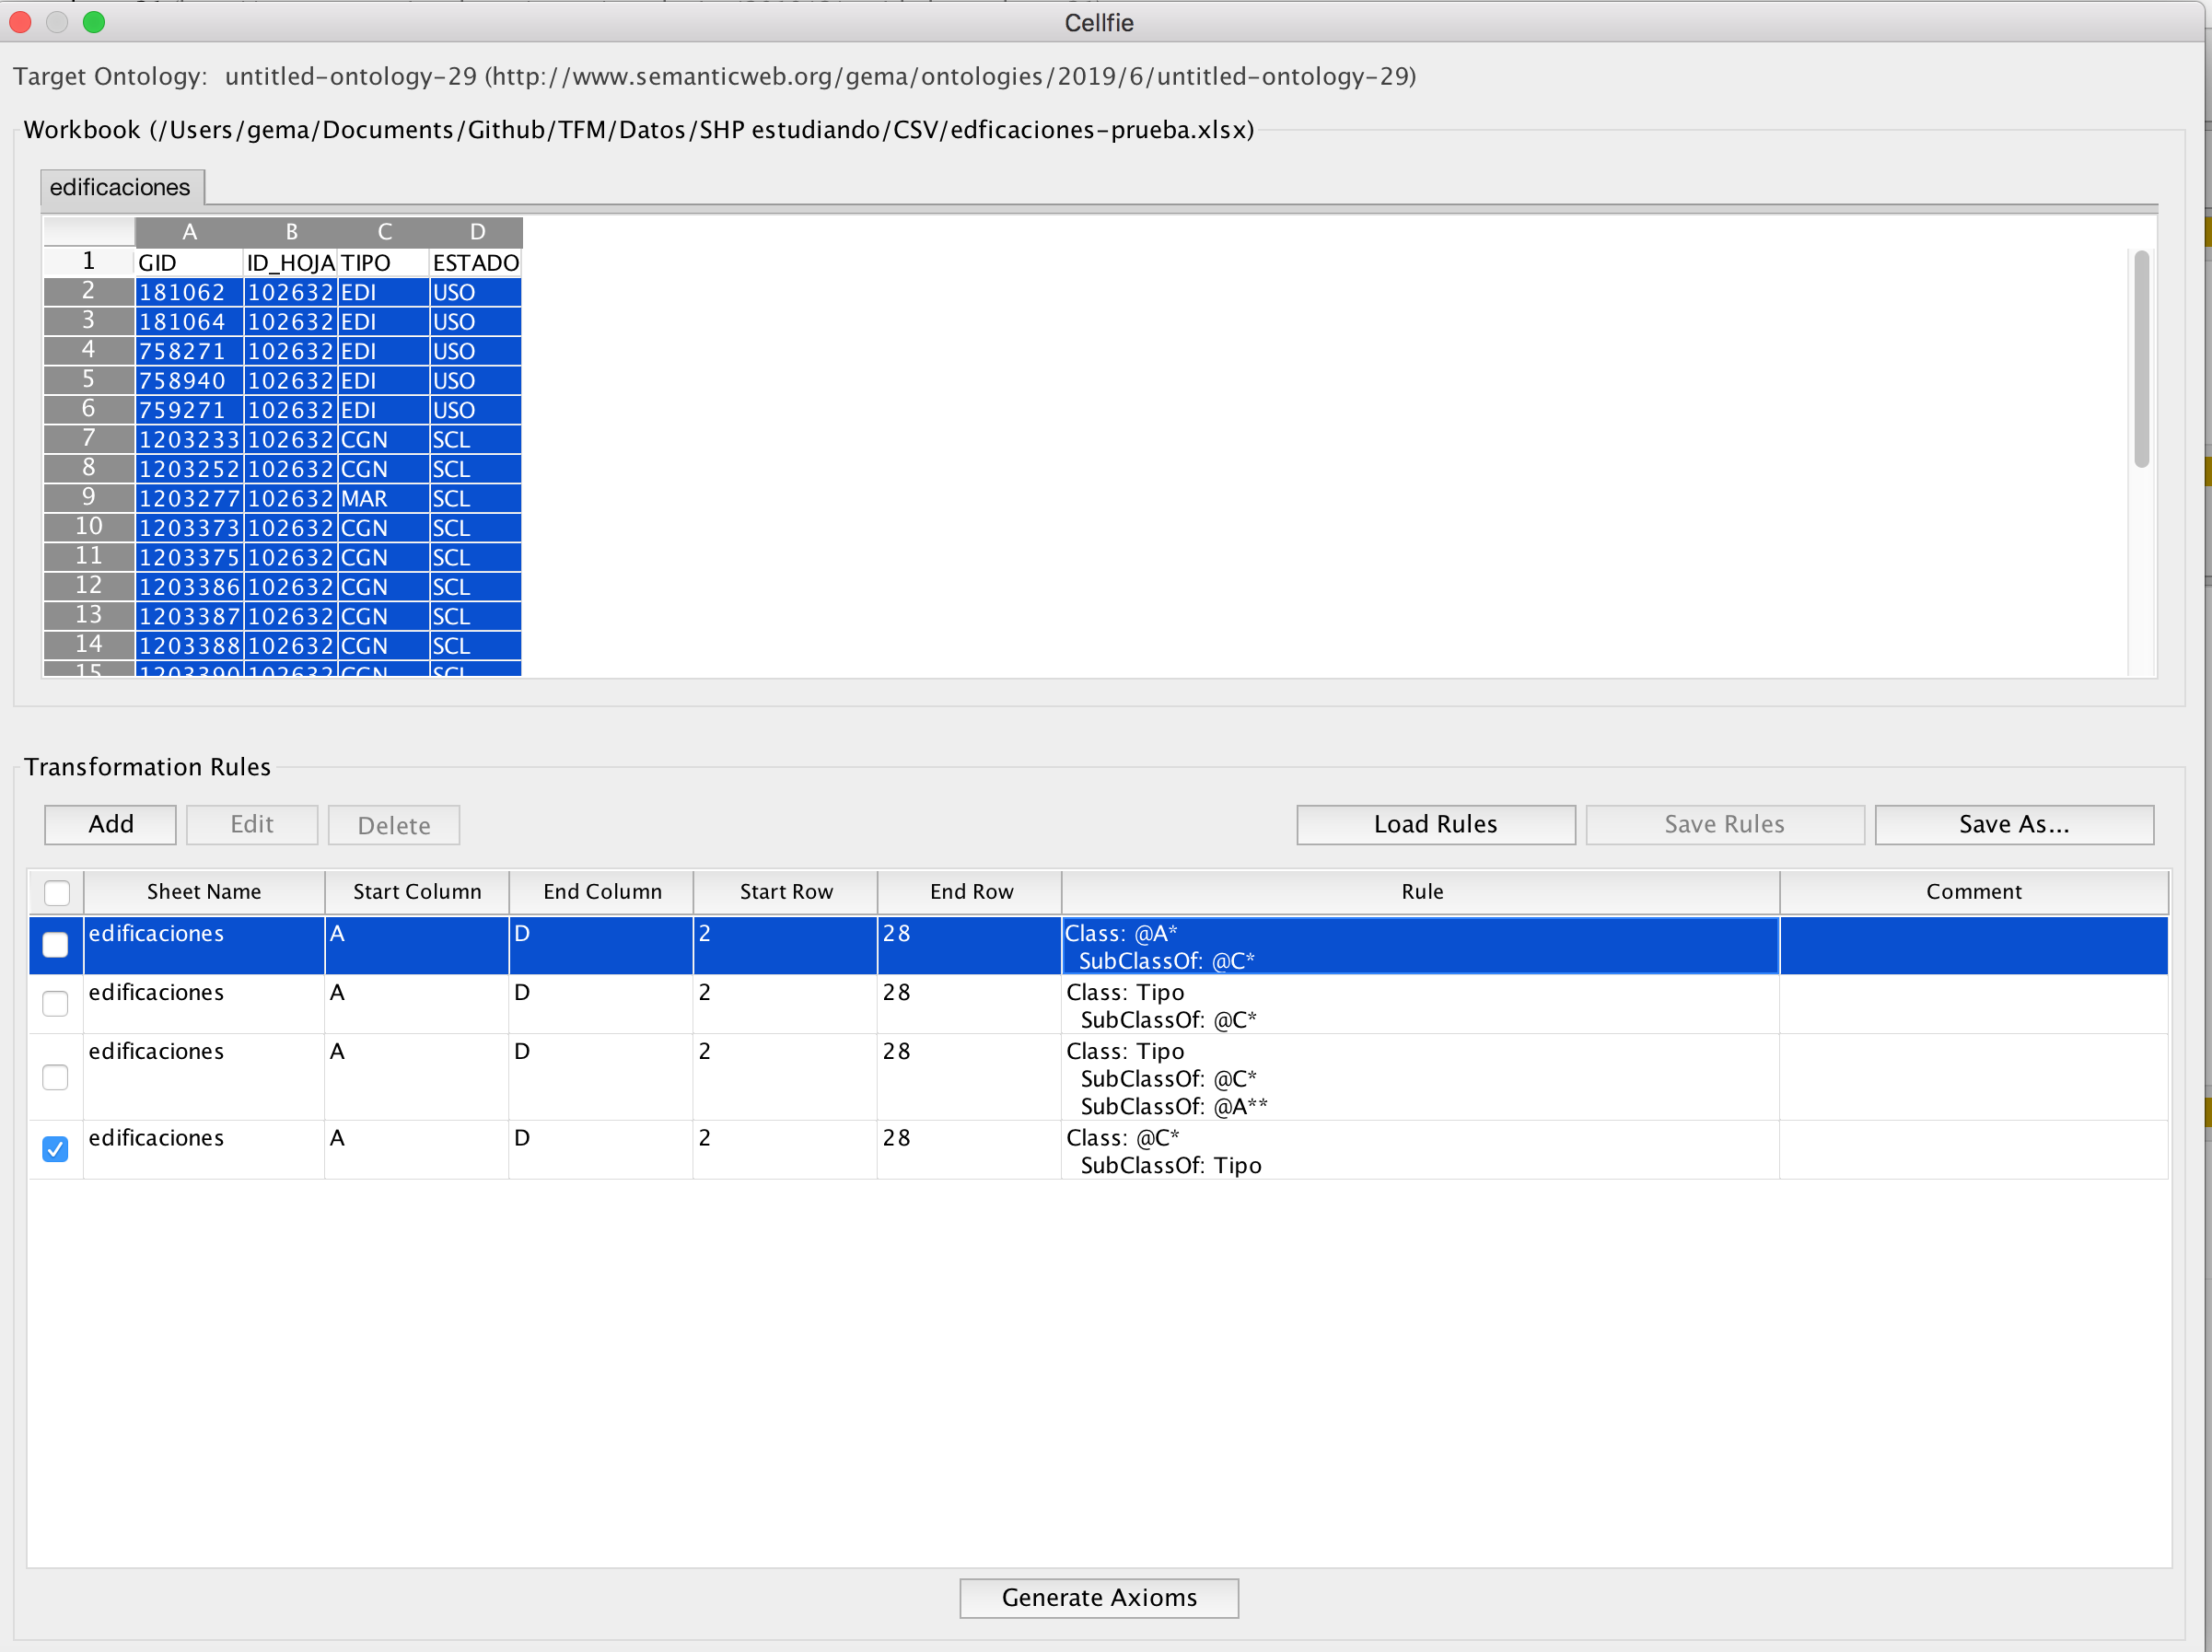 Cellfie
Target Ontology: untitled-ontology-29 (http://www.semanticweb.org/gema/ontologies/2019/6/untitled-ontology-29)
Workbook (/Users/gema/Documents/Github/TFM/Datos/SHP estudiando/CSV/edficaciones-prueba.xlsx)
edificaciones
A B C D
1 GID ID_HOJA TIPO ESTADO
2 181062 102632 EDI USO
3 181064 102632 EDI USO
4 758271 102632 EDI USO
5 758940 102632 EDI USO
6 759271 102632 EDI USO
7 1203233 102632 CGN SCL
8 1203252 102632 CGN SCL
9 1203277 102632 MAR SCL
10 1203373 102632 CGN SCL
11 1203375 102632 CGN SCL
12 1203386 102632 CGN SCL
13 1203387 102632 CGN SCL
14 1203388 102632 CGN SCL
15 1203390 102632 CGN SCL
Transformation Rules
Add Edit Delete Load Rules Save Rules Save As...
Sheet Name Start Column End Column Start Row End Row Rule Comment
edificaciones A D 2 28 Class: @A*
SubClassOf: @C*
edificaciones A D 2 28 Class: Tipo
SubClassOf: @C*
edificaciones A D 2 28 Class: Tipo
SubClassOf: @C*
SubClassOf: @A**
edificaciones A D 2 28 Class: @C*
SubClassOf: Tipo
Generate Axioms